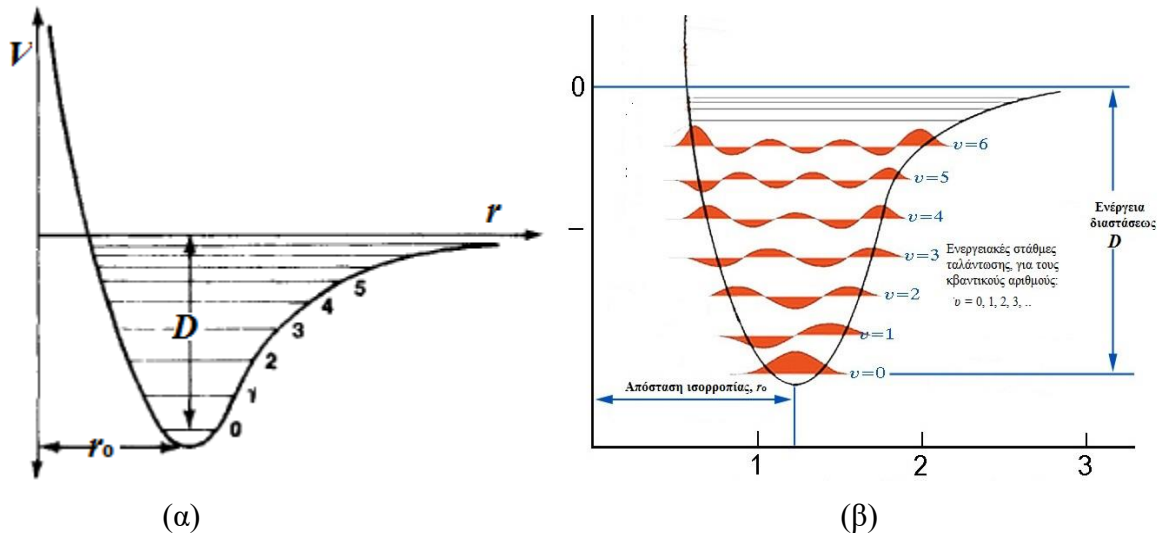 V
r
D
r₀
0
1
2
3
4
5
(α)
0
–
υ=6
υ=5
υ=4
υ=3
υ=2
υ=1
υ=0
Ενεργειακές στάθμες
ταλάντωσης, για τους
κβαντικούς αριθμούς:
υ = 0, 1, 2, 3, ..
Ενέργεια
διαστάσεως
D
Απόσταση ισορροπίας, r₀
1
2
3
(β)